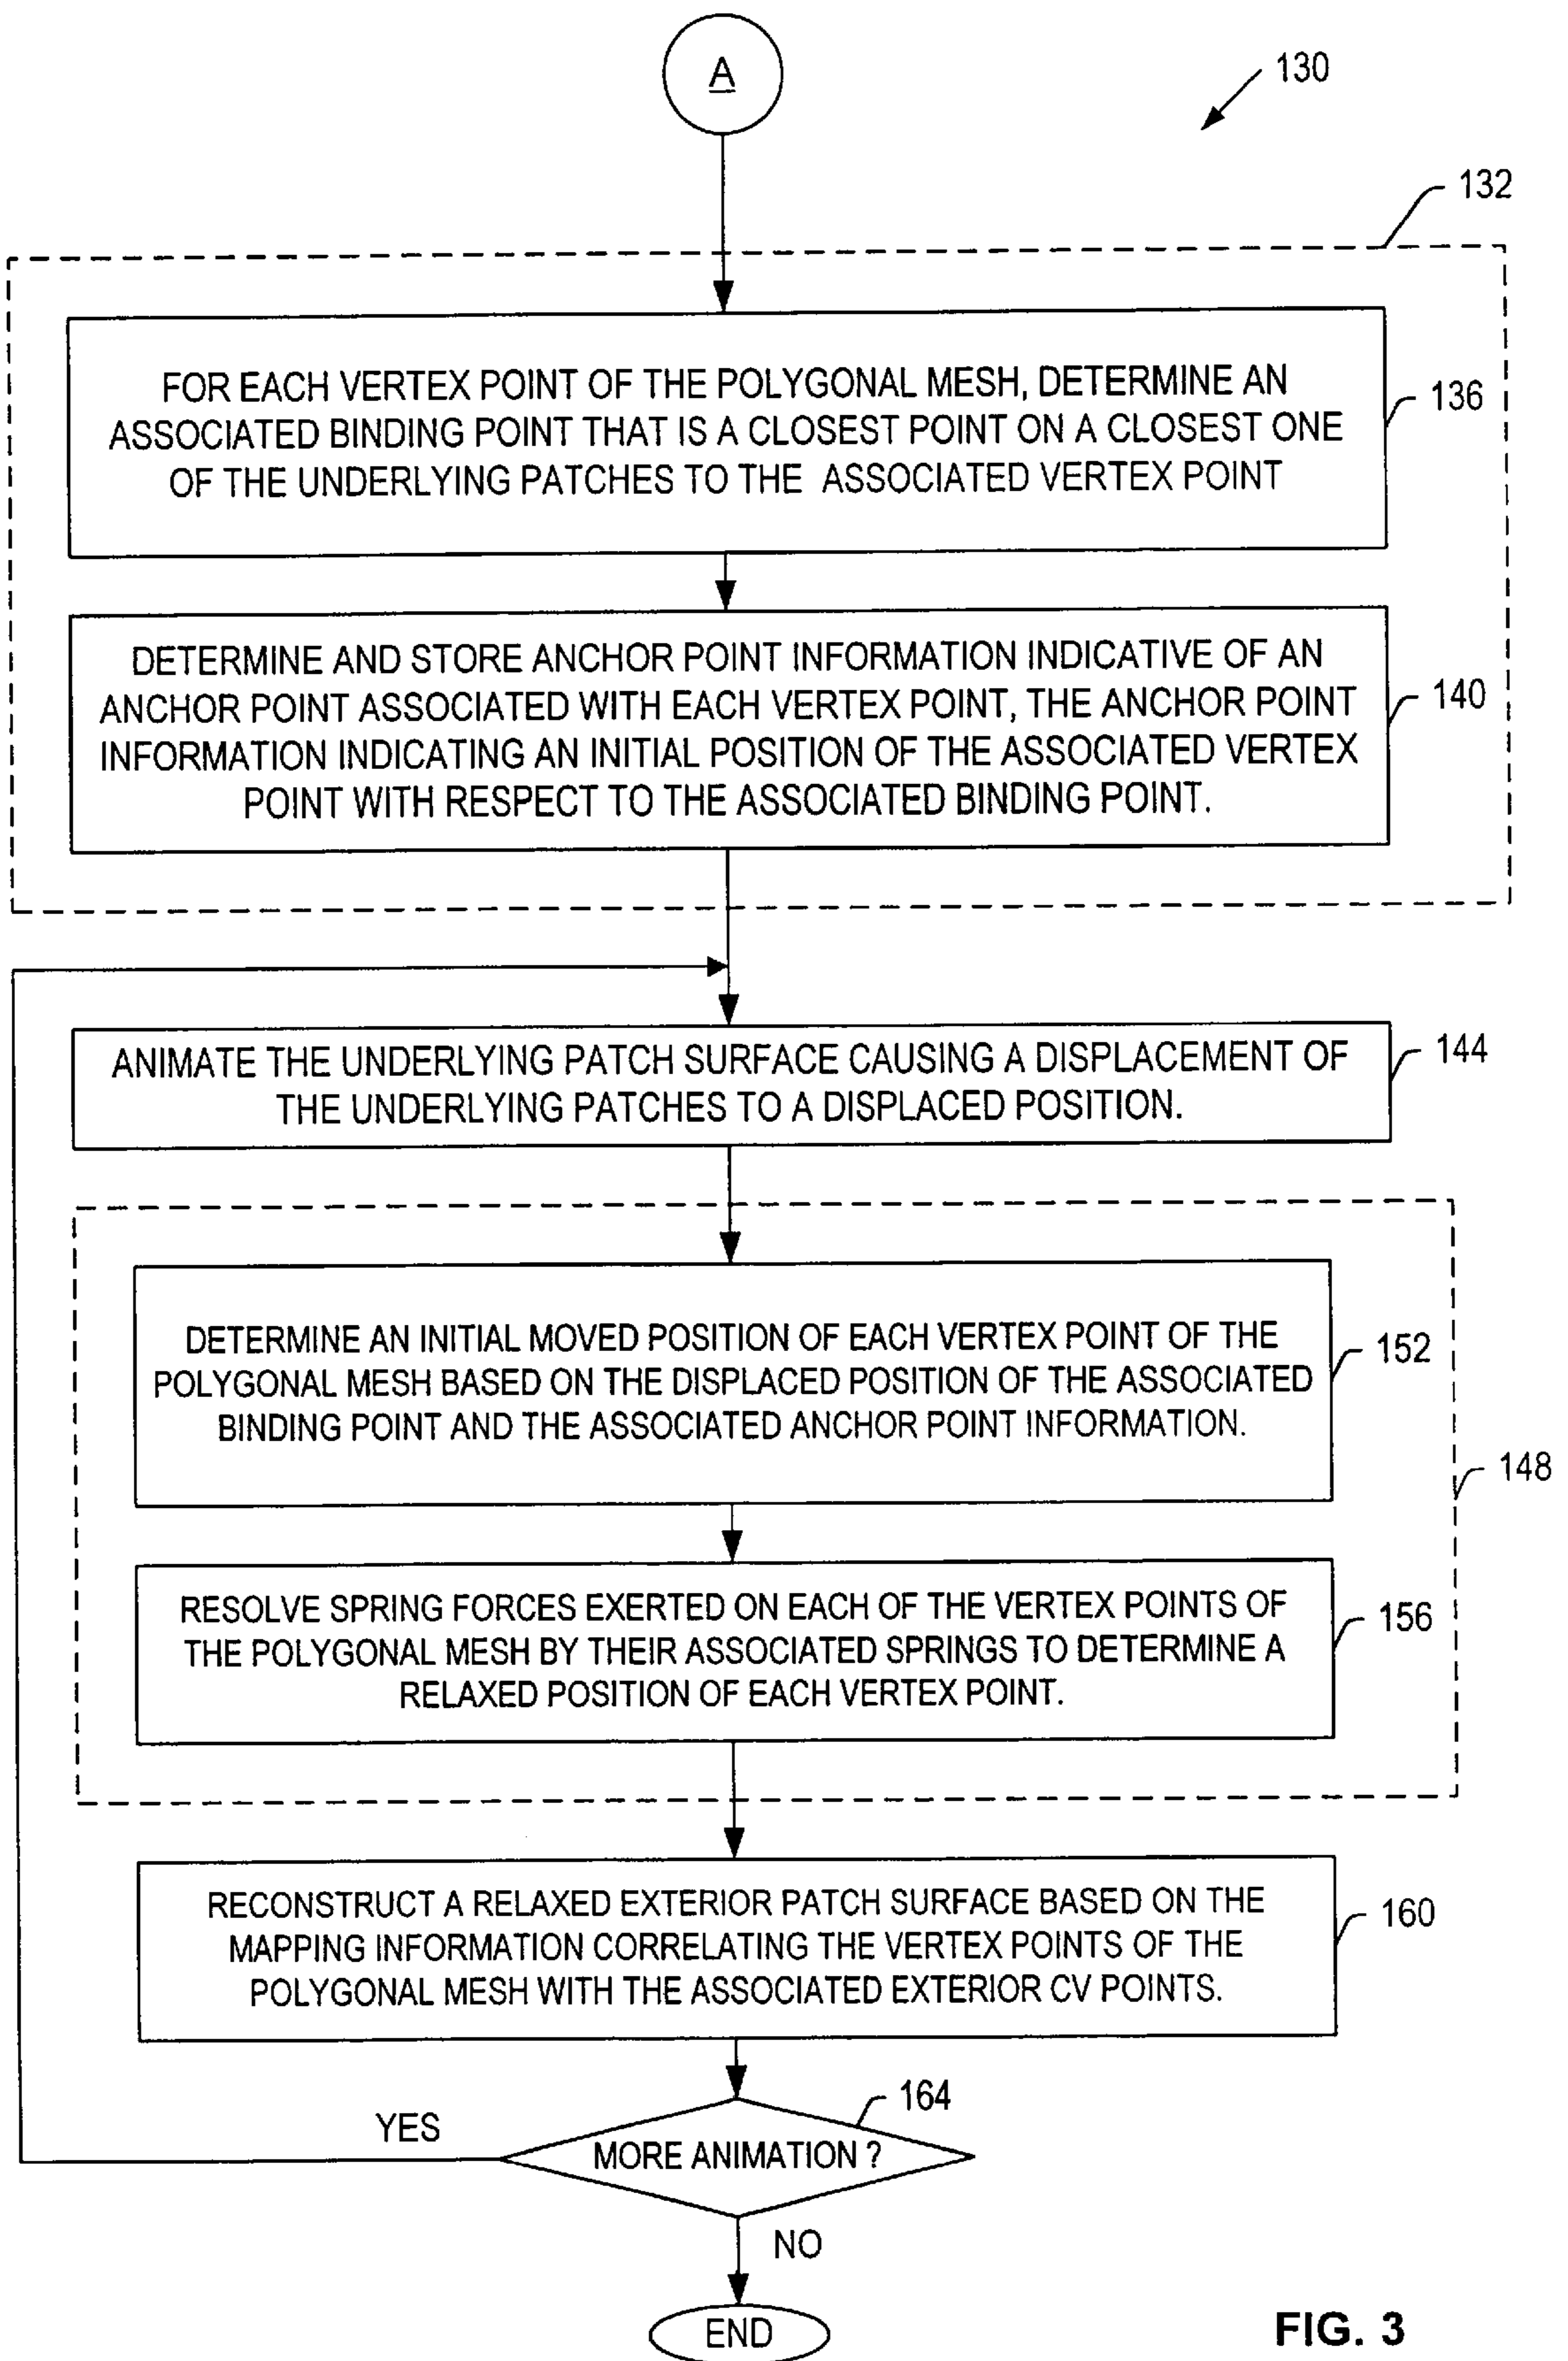 A
130
132
FOR EACH VERTEX POINT OF THE POLYGONAL MESH, DETERMINE AN
ASSOCIATED BINDING POINT THAT IS A CLOSEST POINT ON A CLOSEST ONE
OF THE UNDERLYING PATCHES TO THE ASSOCIATED VERTEX POINT
136
DETERMINE AND STORE ANCHOR POINT INFORMATION INDICATIVE OF AN
ANCHOR POINT ASSOCIATED WITH EACH VERTEX POINT, THE ANCHOR POINT
INFORMATION INDICATING AN INITIAL POSITION OF THE ASSOCIATED VERTEX
POINT WITH RESPECT TO THE ASSOCIATED BINDING POINT.
140
ANIMATE THE UNDERLYING PATCH SURFACE CAUSING A DISPLACEMENT OF
THE UNDERLYING PATCHES TO A DISPLACED POSITION.
144
DETERMINE AN INITIAL MOVED POSITION OF EACH VERTEX POINT OF THE
POLYGONAL MESH BASED ON THE DISPLACED POSITION OF THE ASSOCIATED
BINDING POINT AND THE ASSOCIATED ANCHOR POINT INFORMATION.
152
148
RESOLVE SPRING FORCES EXERTED ON EACH OF THE VERTEX POINTS OF
THE POLYGONAL MESH BY THEIR ASSOCIATED SPRINGS TO DETERMINE A
RELAXED POSITION OF EACH VERTEX POINT.
156
RECONSTRUCT A RELAXED EXTERIOR PATCH SURFACE BASED ON THE
MAPPING INFORMATION CORRELATING THE VERTEX POINTS OF THE
POLYGONAL MESH WITH THE ASSOCIATED EXTERIOR CV POINTS.
160
164
YES
MORE ANIMATION ?
NO
END
FIG. 3